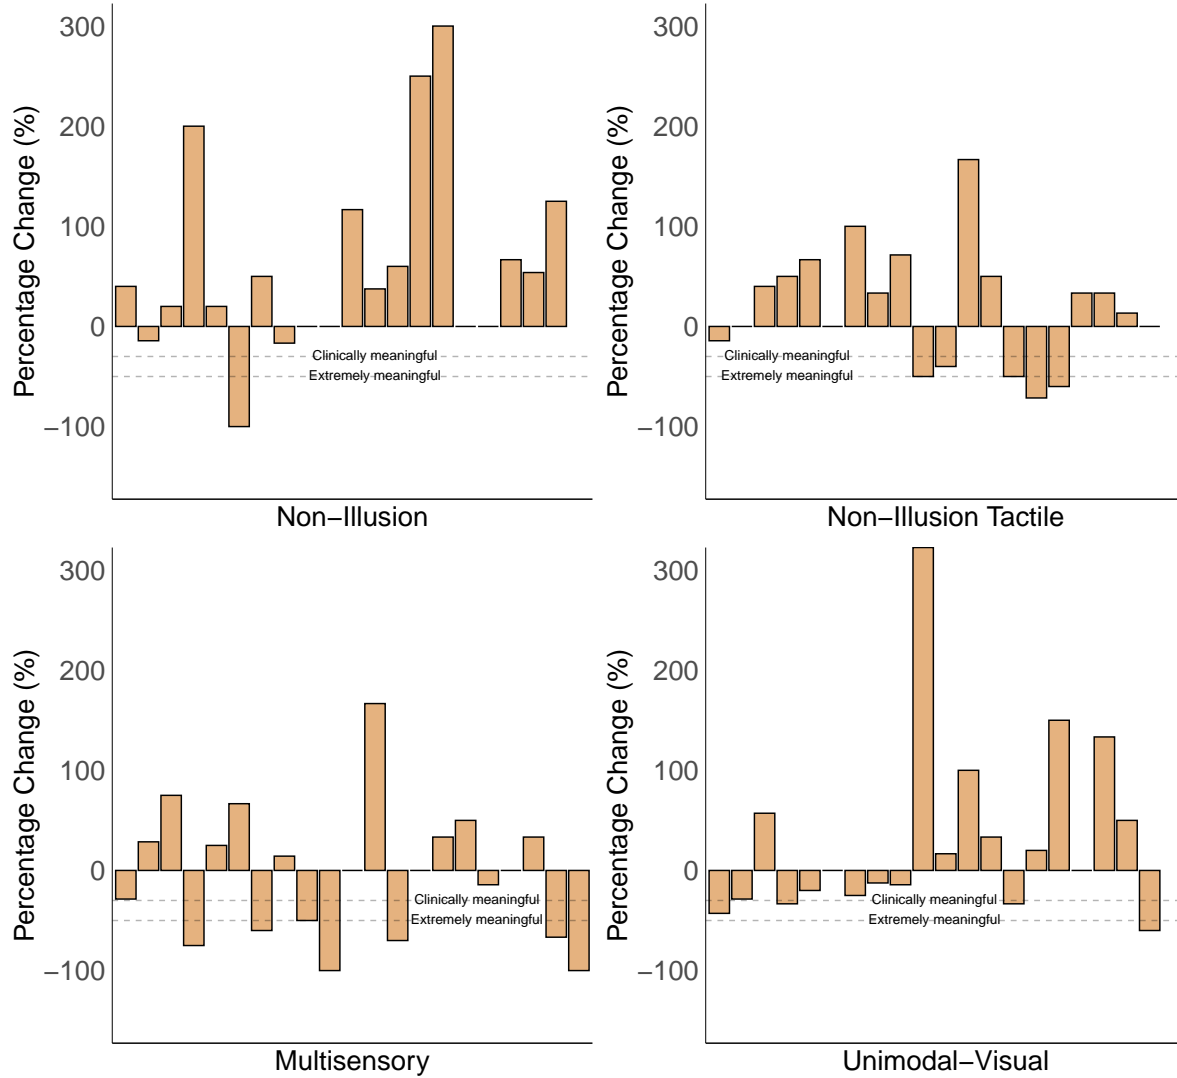 300
200
100
0
−100
Percentage Change (%)
Clinically meaningful
Extremely meaningful
Non−Illusion
300
200
100
0
−100
Percentage Change (%)
Clinically meaningful
Extremely meaningful
Non−Illusion Tactile
300
200
100
0
−100
Percentage Change (%)
Clinically meaningful
Extremely meaningful
Multisensory
300
200
100
0
−100
Percentage Change (%)
Clinically meaningful
Extremely meaningful
Unimodal−Visual